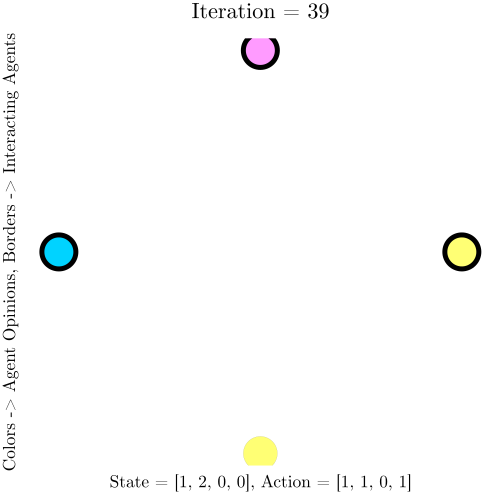 Iteration = 39
Colors -> Agent Opinions, Borders -> Interacting Agents
State = [1, 2, 0, 0], Action = [1, 1, 0, 1]